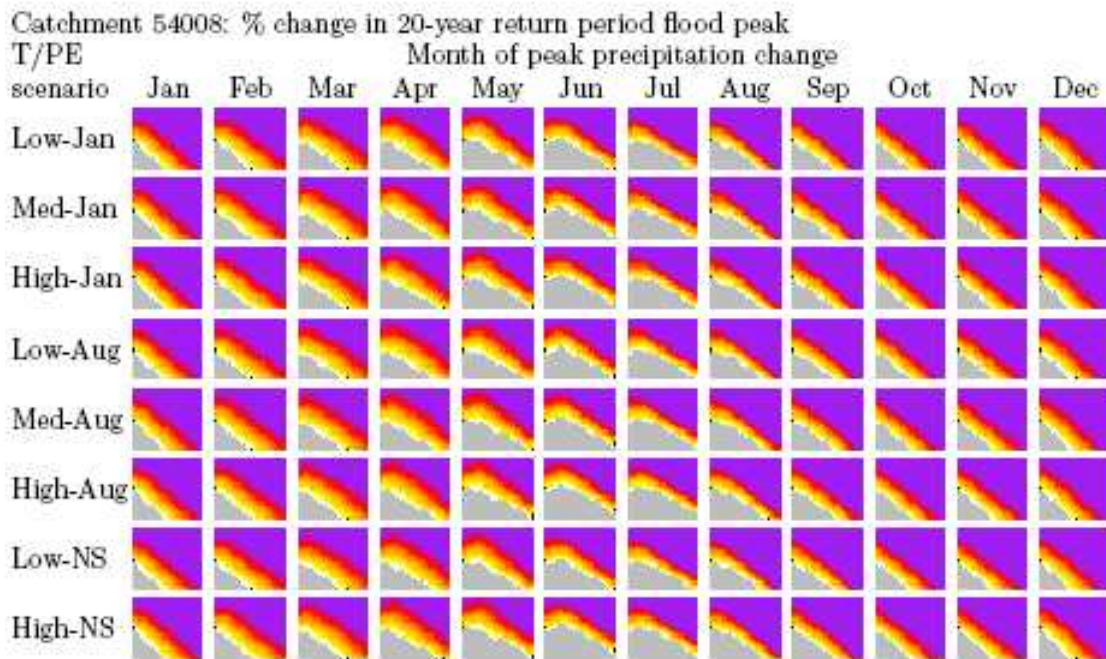 Catchment 54008: % change in 20-year return period flood peak
T/PE Month of peak precipitation change
scenario Jan Feb Mar Apr May Jun Jul Aug Sep Oct Nov Dec
Low-Jan
Med-Jan
High-Jan
Low-Aug
Med-Aug
High-Aug
Low-NS
High-NS